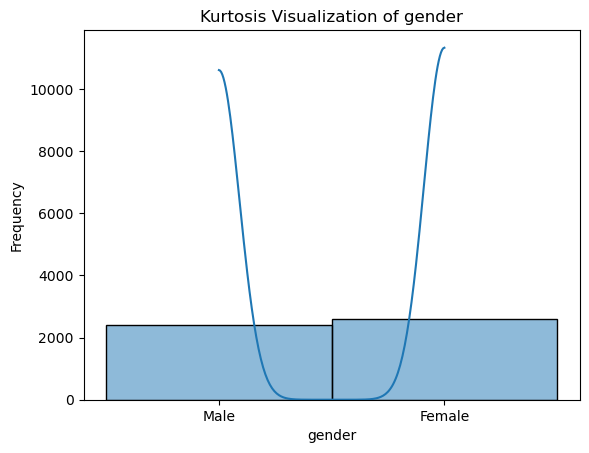 Kurtosis Visualization of gender
Frequency
10000
8000
6000
4000
2000
0
Male Female
gender